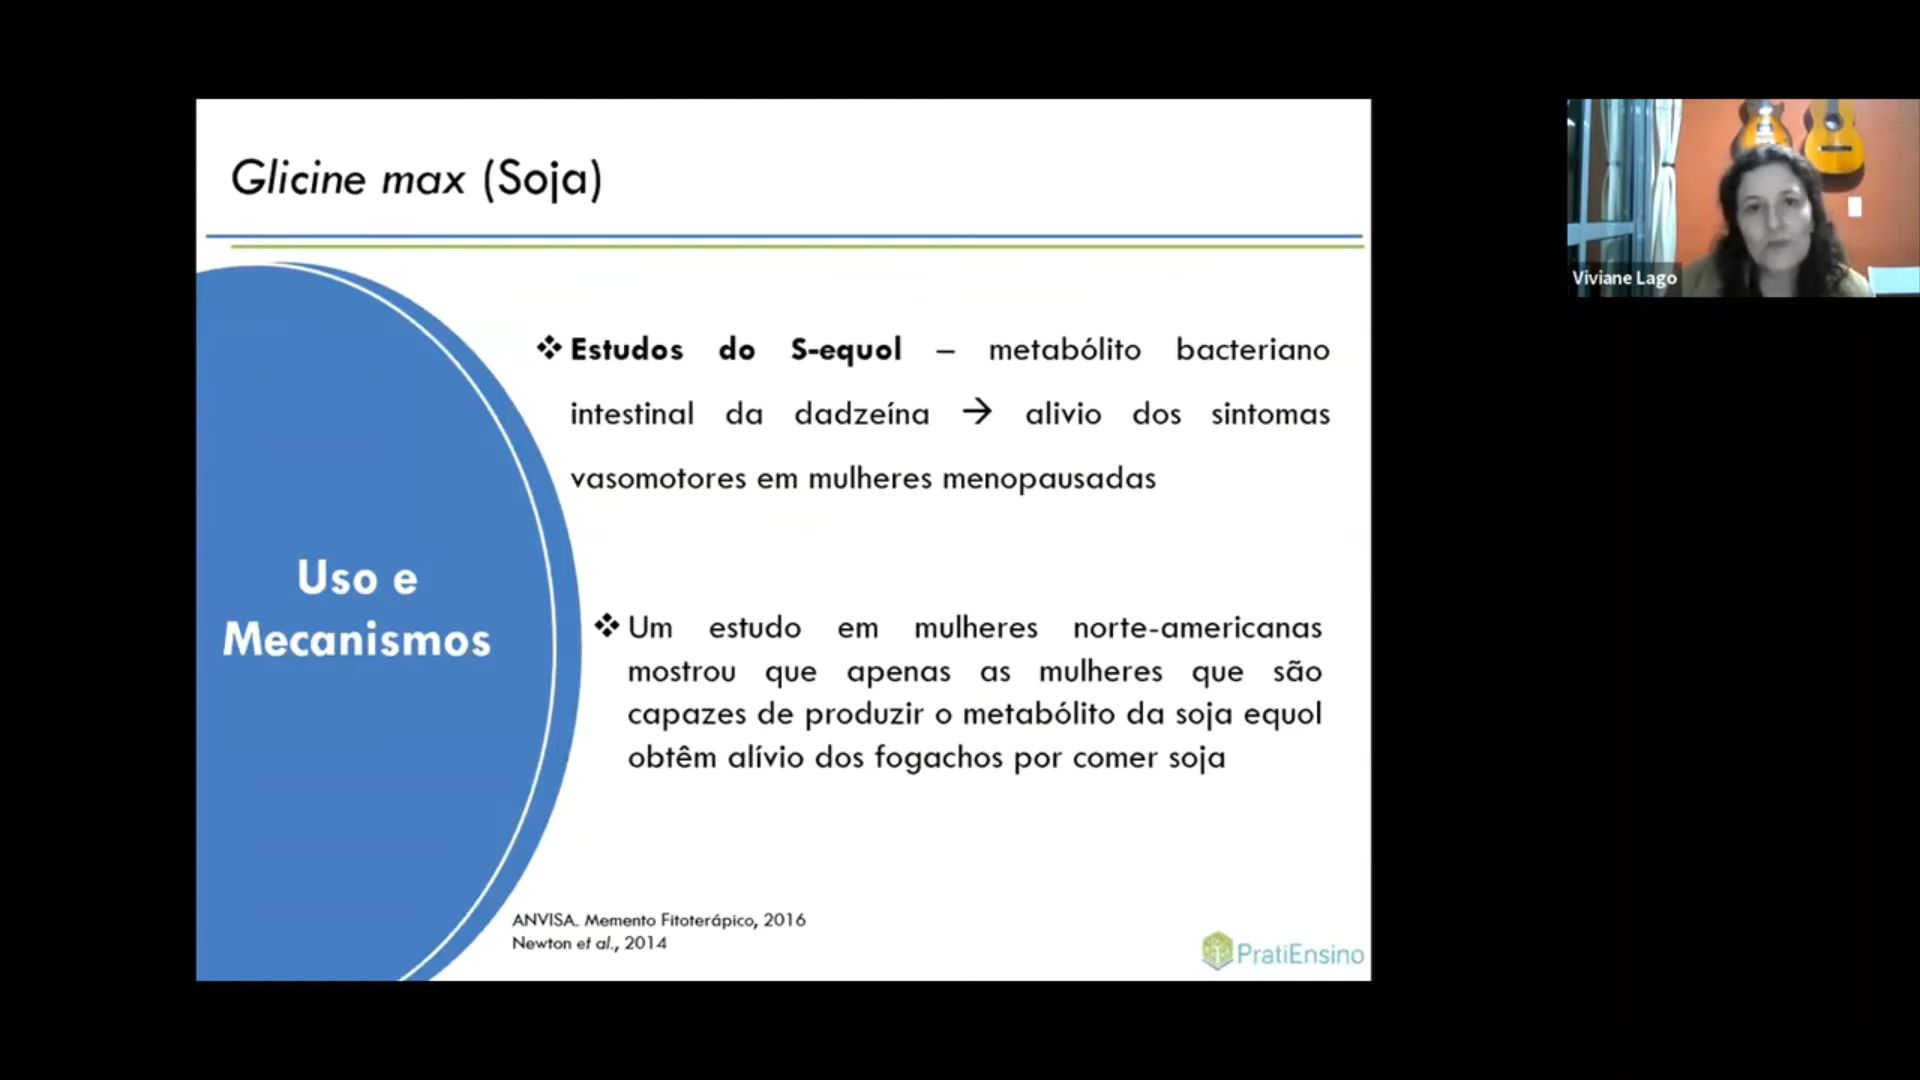 Glicine max (Soja)
Viviane Lago
❖ Estudos do S-equol – metabólito bacteriano
intestinal da dadzeína → alivio dos sintomas
vasomotores em mulheres menopausadas
Uso e
Mecanismos
❖ Um estudo em mulheres norte-americanas
mostrou que apenas as mulheres que são
capazes de produzir o metabólito da soja equol
obtêm alívio dos fogachos por comer soja
ANVISA. Memento Fitoterápico, 2016
Newton et al., 2014
PratiEnsino